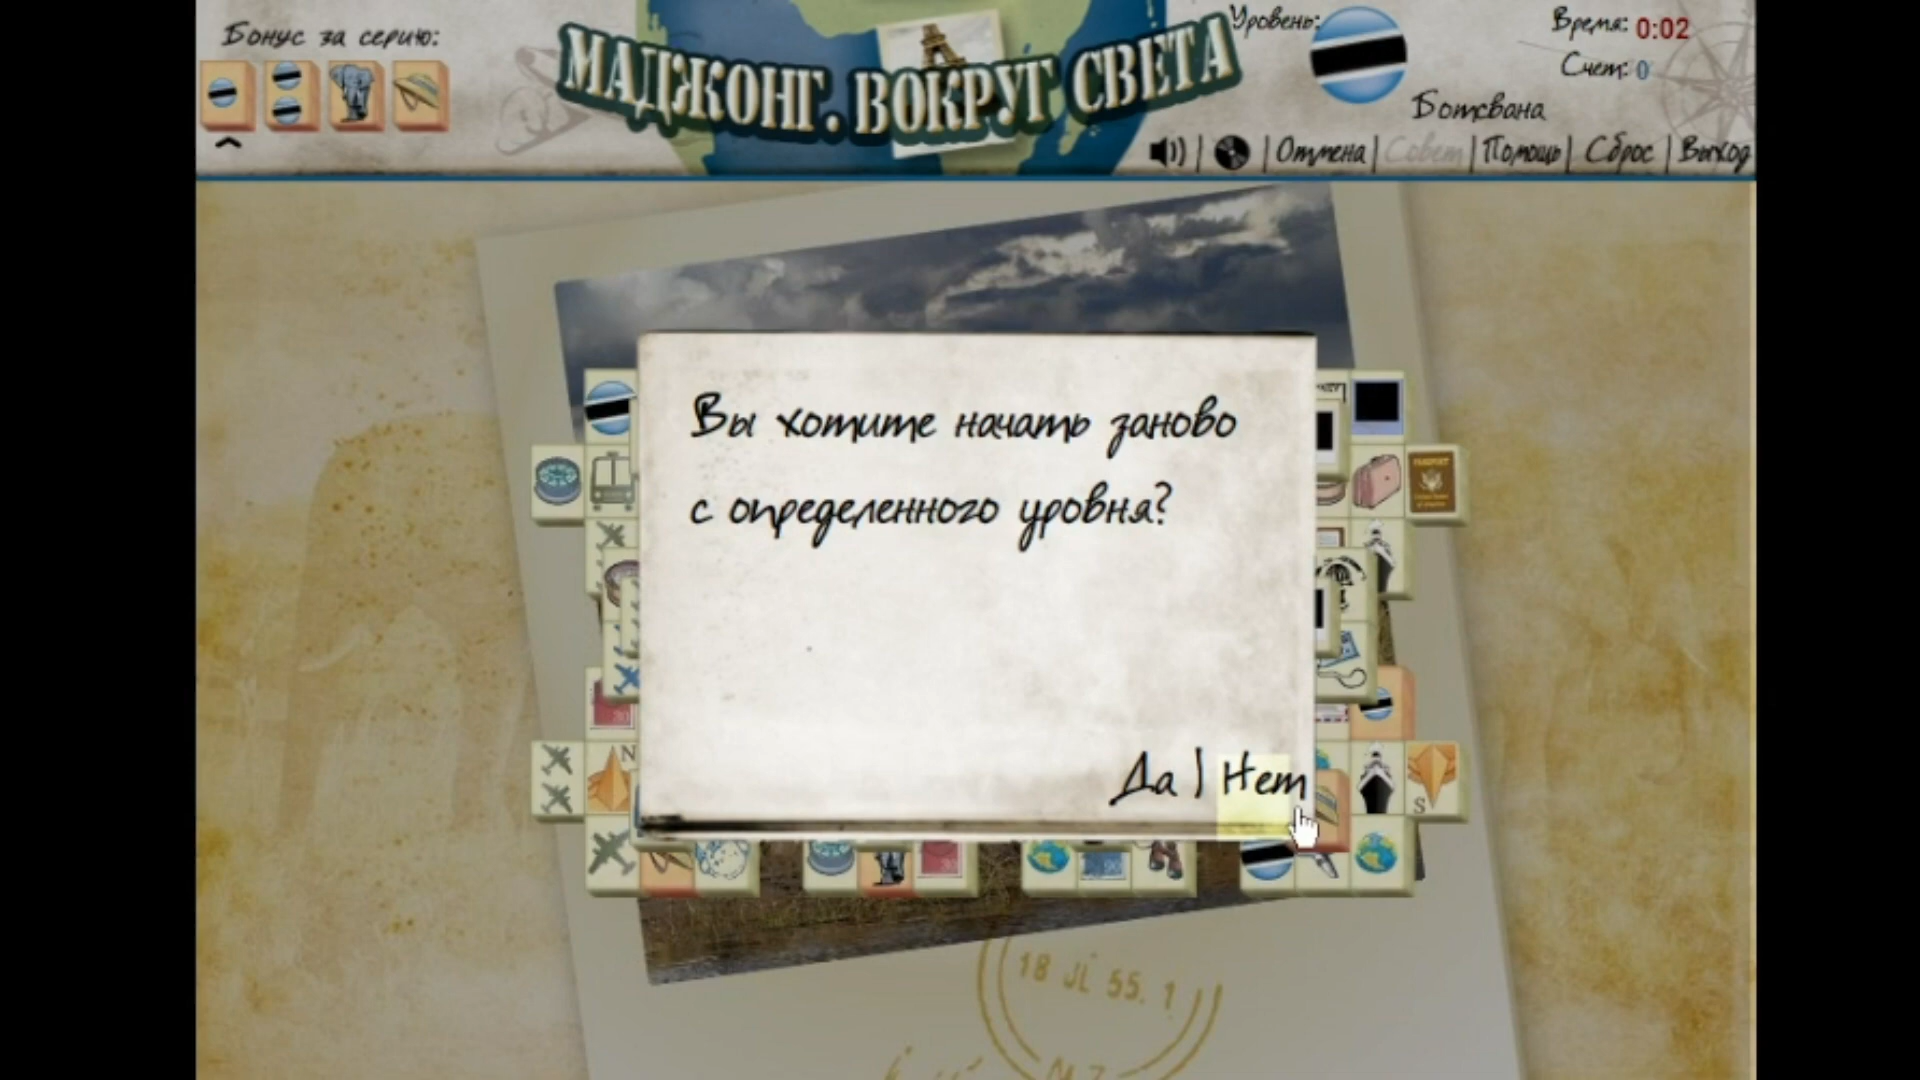 Бонус за серию:
МАДЖОНГ. ВОКРУГ СВЕТА
Уровень:
Ботсвана
Время: 0:02
Счет: 0
Отмена | Совет | Помощь | Сброс | Выход
Вы хотите начать заново
с определенного уровня?
Да | Нет
PASSPORT
N
S
18 JL 55. 1